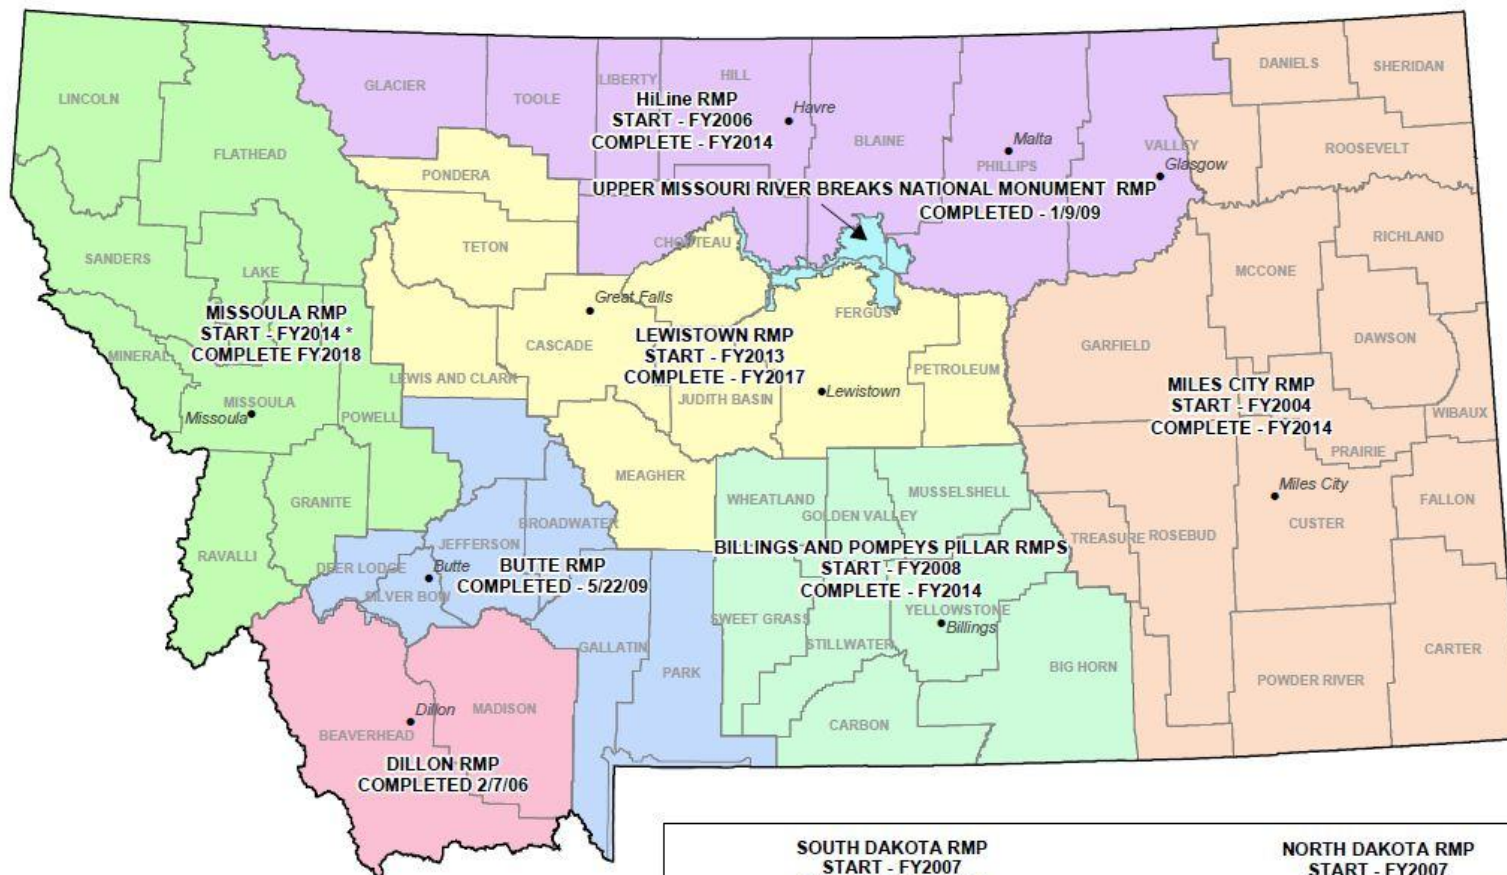 DANIELS
SHERIDAN
GLACIER
TOOLE
LIBERTY
HILL
LINCOLN
HiLine RMP
START - FY2006
COMPLETE - FY2014
Havre
BLAINE
Malta
PHILLIPS
VALLEY
Glasgow
ROOSEVELT
FLATHEAD
PONDERA
UPPER MISSOURI RIVER BREAKS NATIONAL MONUMENT RMP
COMPLETED - 1/9/09
TETON
CHOUTEAU
RICHLAND
SANDERS
LAKE
MCCONE
Great Falls
MISSOULA RMP
START - FY2014 *
COMPLETE FY2018
FERGUS
LEWISTOWN RMP
START - FY2013
COMPLETE - FY2017
CASCADE
GARFIELD
DAWSON
MINERAL
LEWIS AND CLARK
PETROLEUM
JUDITH BASIN
Lewistown
MILES CITY RMP
START - FY2004
COMPLETE - FY2014
MISSOULA
Missoula
POWELL
WIBAUX
PRAIRIE
MEAGHER
WHEATLAND
MUSSELSHELL
Miles City
FALLON
GRANITE
GOLDEN VALLEY
CUSTER
BROADWATER
TREASURE
ROSEBUD
RAVALLI
JEFFERSON
BILLINGS AND POMPEYS PILLAR RMPS
START - FY2008
COMPLETE - FY2014
DEER LODGE
Butte
BUTTE RMP
COMPLETED - 5/22/09
SILVER BOW
SWEET GRASS
YELLOWSTONE
Billings
GALLATIN
STILLWATER
CARTER
PARK
BIG HORN
POWDER RIVER
Dillon
MADISON
BEAVERHEAD
CARBON
DILLON RMP
COMPLETED 2/7/06
SOUTH DAKOTA RMP
START - FY2007
NORTH DAKOTA RMP
START - FY2007